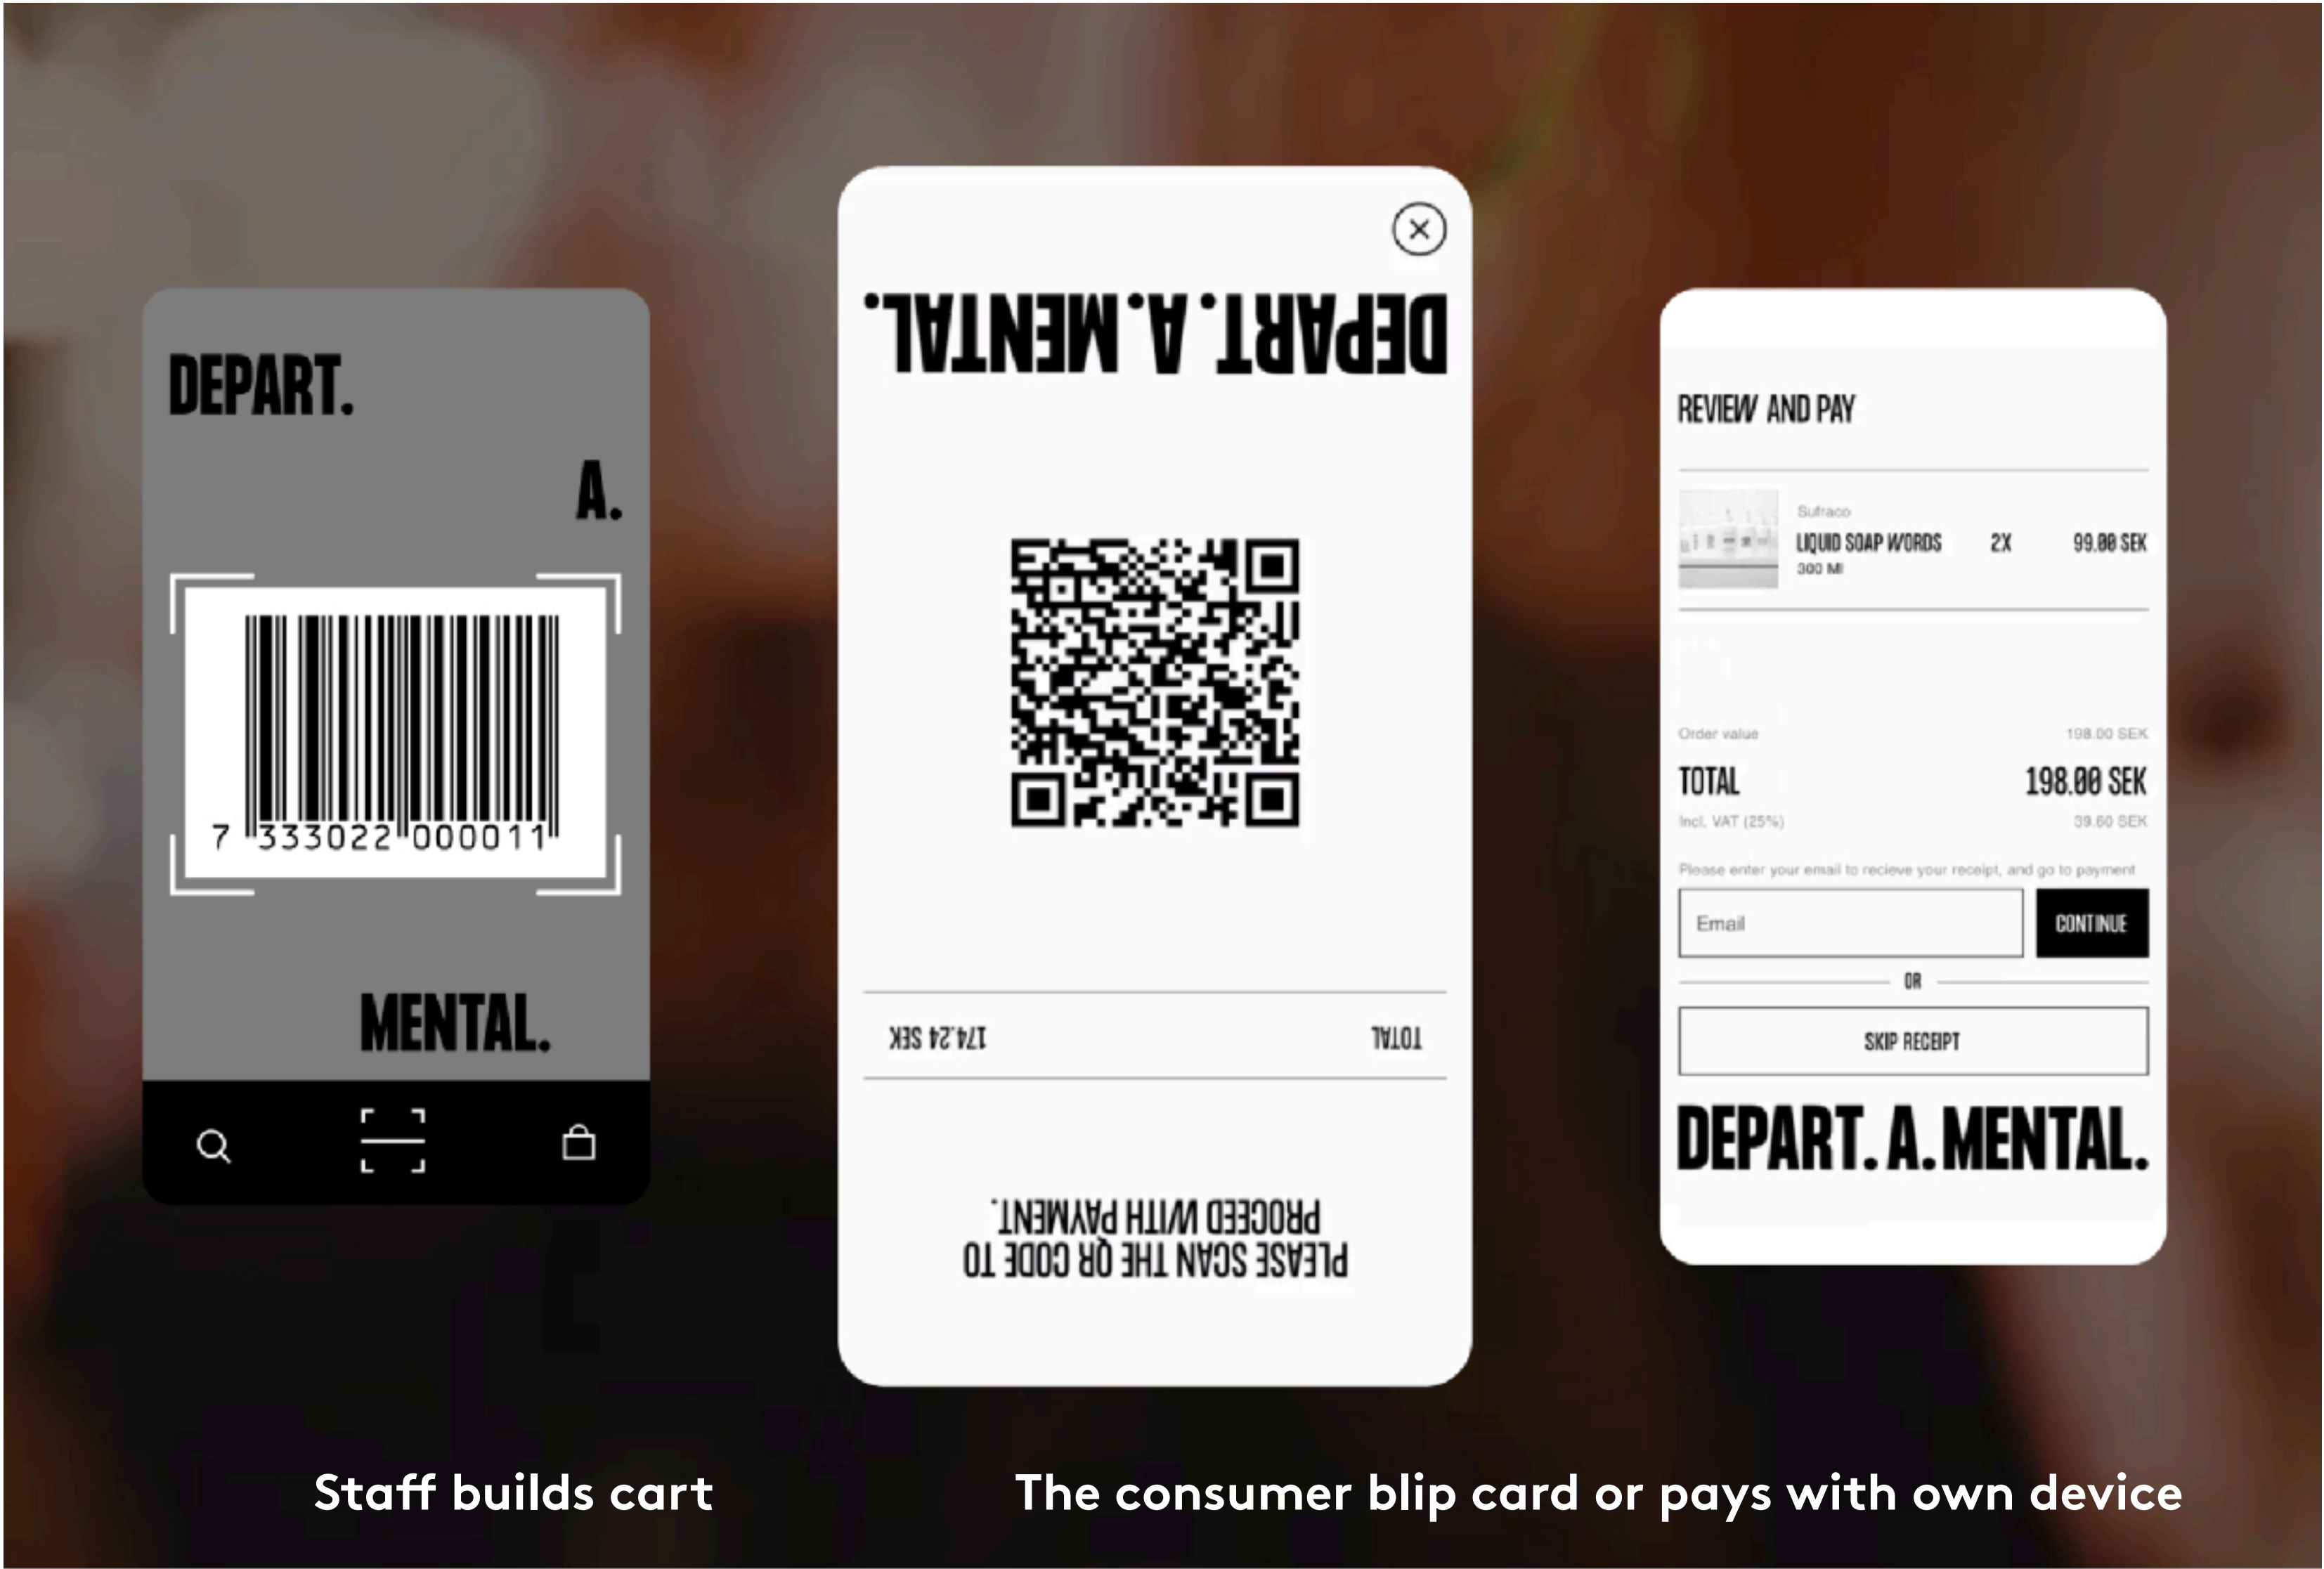 DEPART.
A.
7 333022 000011
MENTAL.
DEPART. A. MENTAL.
TOTAL 174.24 SEK
PLEASE SCAN THE QR CODE TO
PROCEED WITH PAYMENT.
REVIEW AND PAY
Sufraco
LIQUID SOAP WORDS 2X 99.00 SEK
300 Ml
Order value 198.00 SEK
TOTAL 198.00 SEK
Incl. VAT (25%) 39.60 SEK
Please enter your email to recieve your receipt, and go to payment
Email CONTINUE
OR
SKIP RECEIPT
DEPART. A. MENTAL.
Staff builds cart
The consumer blip card or pays with own device